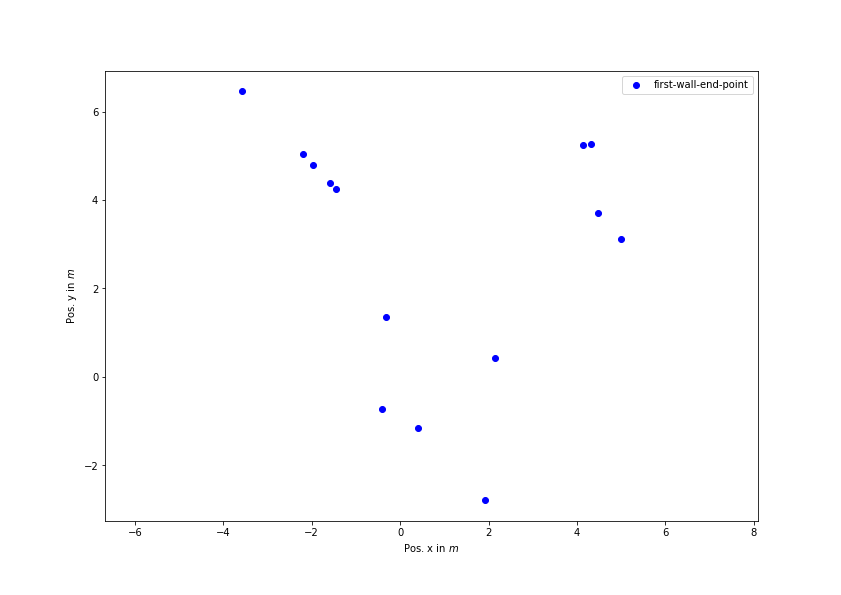 first-wall-end-point
6
4
2
0
−2
Pos. y in m
−6 −4 −2 0 2 4 6 8
Pos. x in m